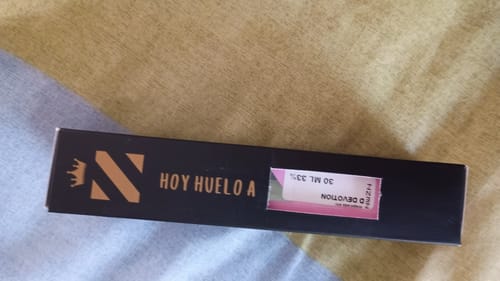 N
HOY HUELO A
D DEVOTION
30 ML 33%